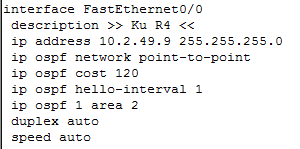 interface FastEthernet0/0
description >> Ku R4 <<
ip address 10.2.49.9 255.255.255.0
ip ospf network point-to-point
ip ospf cost 120
ip ospf hello-interval 1
ip ospf 1 area 2
duplex auto
speed auto